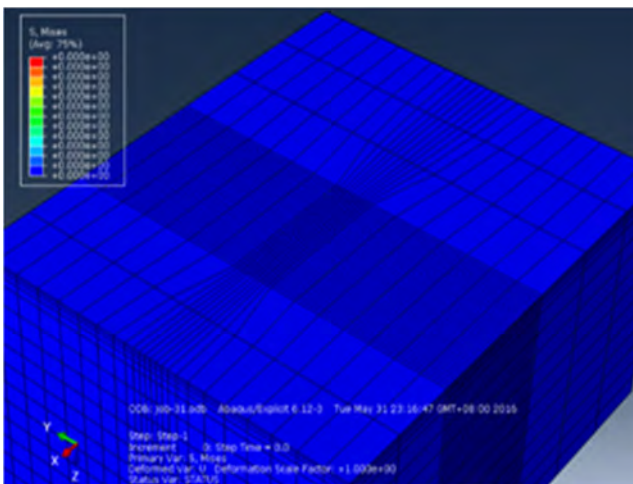 S, Mises
(Avg: 75%)
+0.000e+00
+0.000e+00
+0.000e+00
+0.000e+00
+0.000e+00
+0.000e+00
+0.000e+00
+0.000e+00
+0.000e+00
+0.000e+00
+0.000e+00
+0.000e+00
+0.000e+00
ODB: job-31.odb Abaqus/Explicit 6.12-3 Tue May 31 23:16:47 GMT+08:00 2016
Y
X
Z
Step: Step-1
Increment 0: Step Time = 0.0
Primary Var: S, Mises
Deformed Var: U Deformation Scale Factor: +1.000e+00
Status Var: STATUS